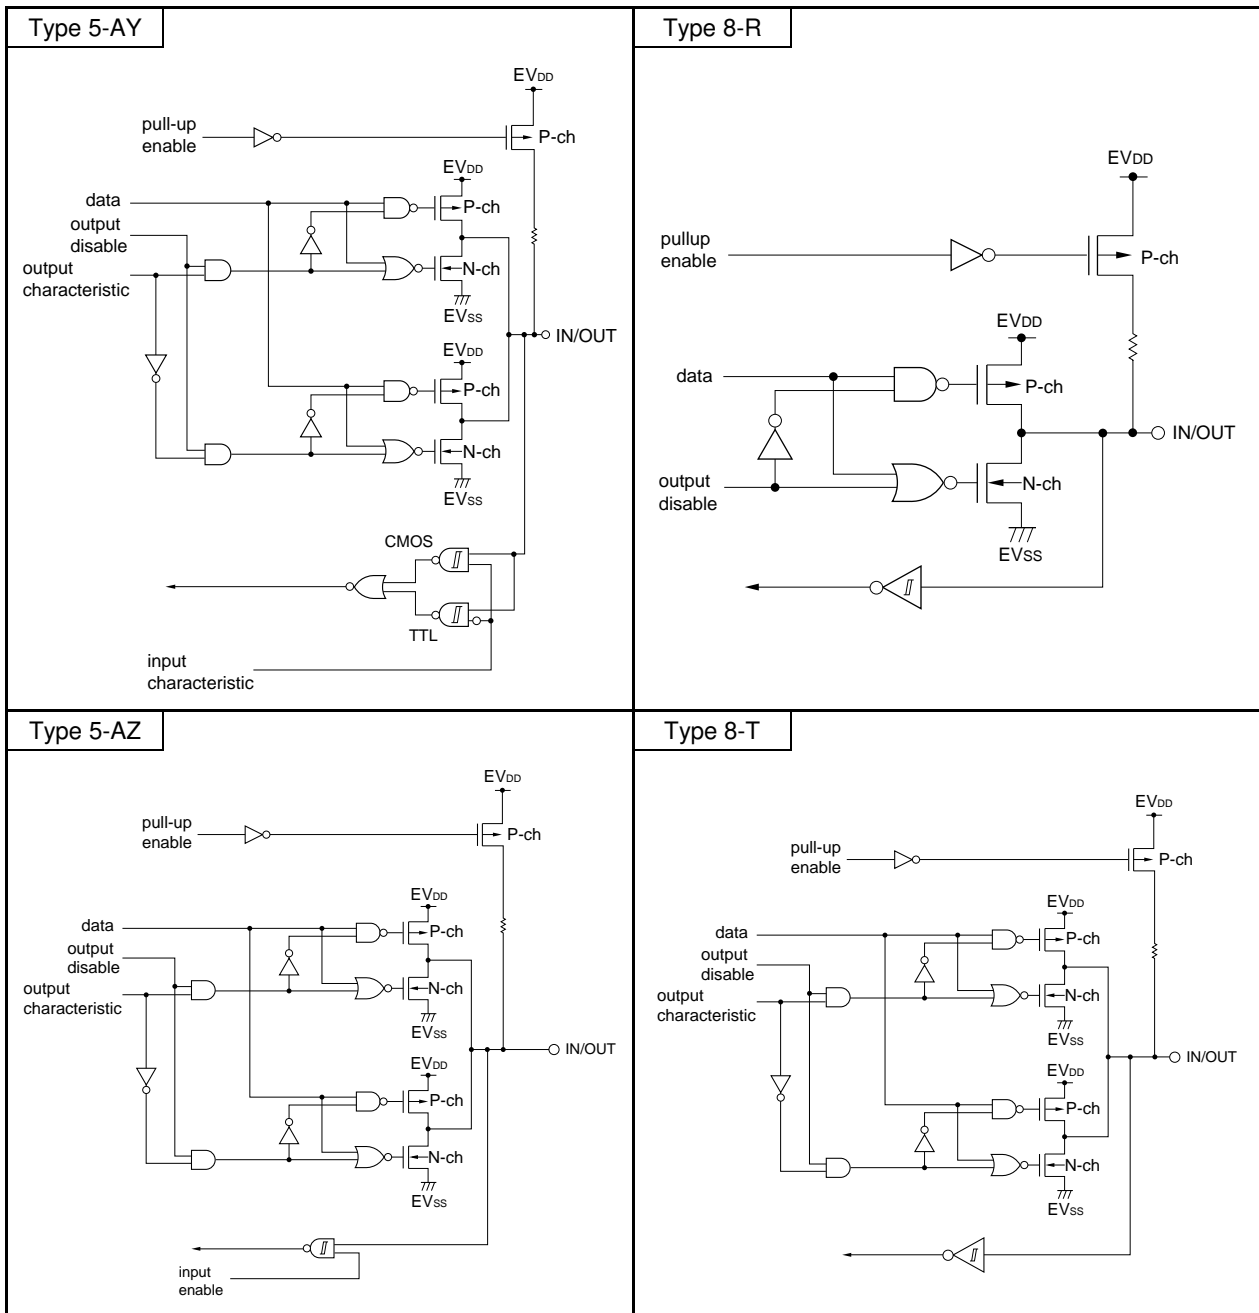 Type 5-AY
EVDD
pull-up
enable
P-ch
EVDD
data
P-ch
output
disable
output
characteristic
N-ch
EVSS
IN/OUT
EVDD
P-ch
N-ch
EVSS
CMOS
TTL
input
characteristic
Type 8-R
EVDD
pullup
enable
P-ch
EVDD
data
P-ch
IN/OUT
output
disable
N-ch
EVSS
Type 5-AZ
EVDD
pull-up
enable
P-ch
EVDD
data
P-ch
output
disable
output
characteristic
N-ch
EVSS
IN/OUT
EVDD
P-ch
N-ch
EVSS
input
enable
Type 8-T
EVDD
pull-up
enable
P-ch
EVDD
data
P-ch
output
disable
output
characteristic
N-ch
EVSS
IN/OUT
EVDD
P-ch
N-ch
EVSS